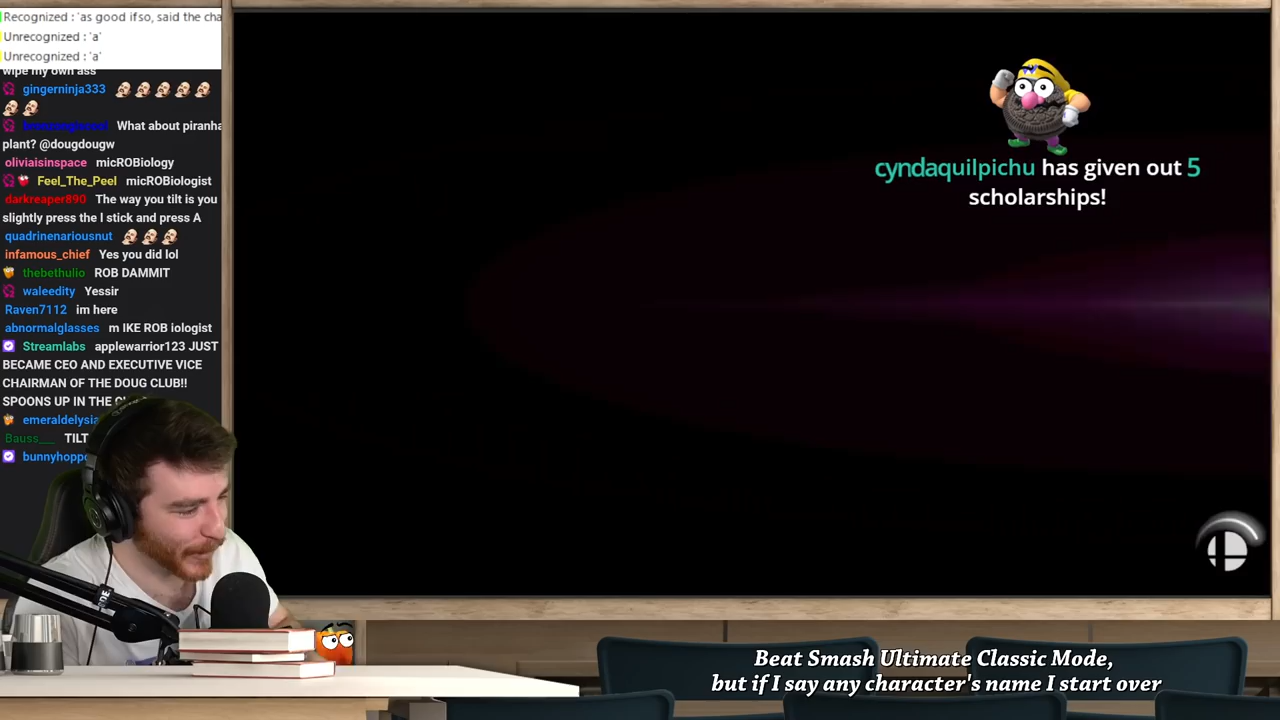 Recognized : 'as good ifso, said the cha
Unrecognized : 'a'
Unrecognized : 'a'
wipe my own ass
gingerninja333
What about piranha
plant? @dougdougw
oliviaisinspace micROBiology
Feel_The_Peel micROBiologist
darkreaper890 The way you tilt is you
slightly press the l stick and press A
quadrinenariousnut
infamous_chief Yes you did lol
thebethulio ROB DAMMIT
waleedity Yessir
Raven7112 im here
abnormalglasses m IKE ROB iologist
Streamlabs applewarrior123 JUST
BECAME CEO AND EXECUTIVE VICE
CHAIRMAN OF THE DOUG CLUB!!
SPOONS UP IN THE
emeraldelysia
Bauss___ TILT
bunnyhoppe
cyndaquilpichu has given out 5
scholarships!
Beat Smash Ultimate Classic Mode,
but if I say any character's name I start over